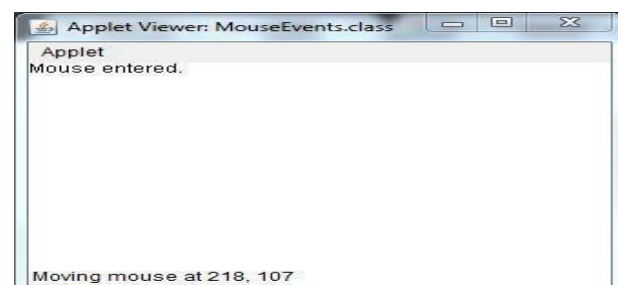 Applet Viewer: MouseEvents.class
Applet
Mouse entered.
Moving mouse at 218, 107